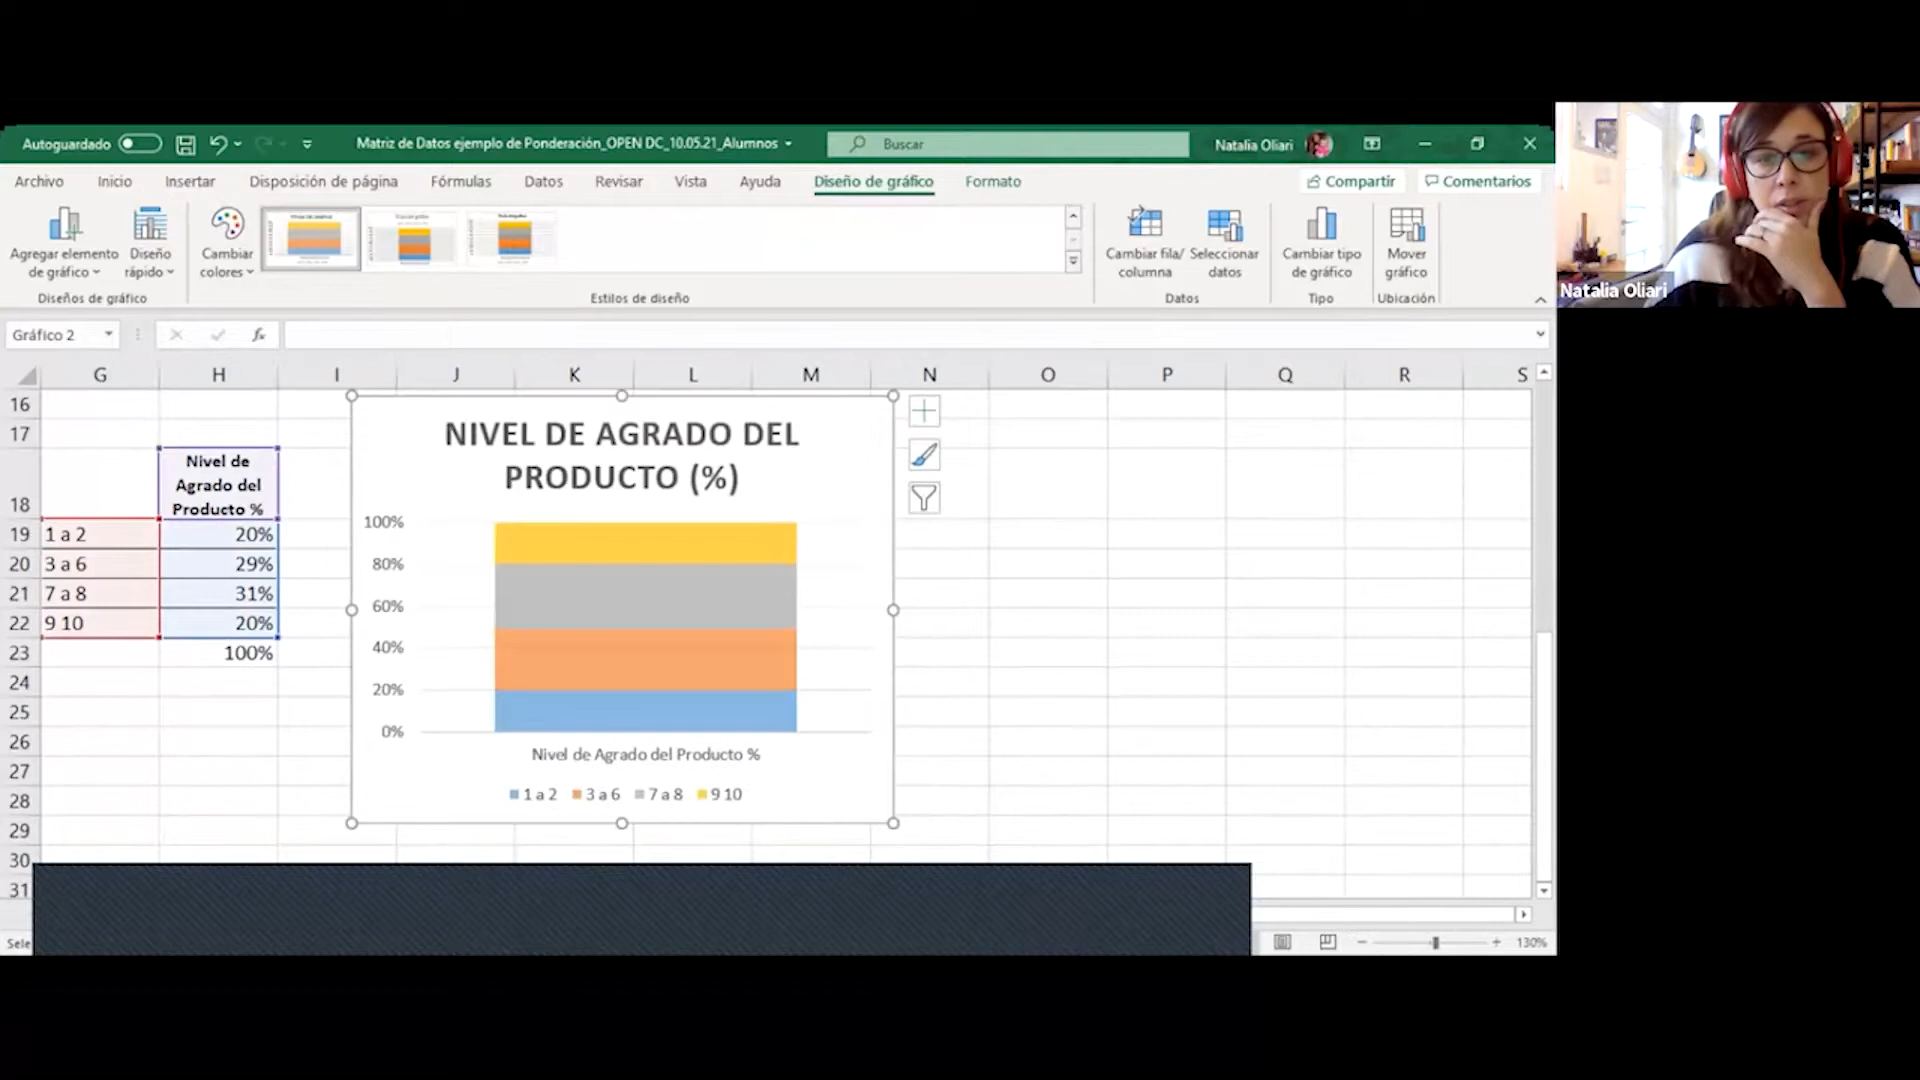 Autoguardado
Matriz de Datos ejemplo de Ponderación_OPEN DC_10.05.21_Alumnos
Buscar
Natalia Oliari
Archivo Inicio Insertar Disposición de página Fórmulas Datos Revisar Vista Ayuda Diseño de gráfico Formato Compartir Comentarios
Agregar elemento de gráfico
Diseño rápido
Cambiar colores
Cambiar fila/columna
Seleccionar datos
Cambiar tipo de gráfico
Mover gráfico
Diseños de gráfico Estilos de diseño Datos Tipo Ubicación
Natalia Oliari
Gráfico 2
fx
G H I J K L M N O P Q R S
16
17
18 Nivel de Agrado del Producto %
19 1 a 2 20%
20 3 a 6 29%
21 7 a 8 31%
22 9 10 20%
23 100%
24
25
26
27
28
29
30
31
NIVEL DE AGRADO DEL
PRODUCTO (%)
100%
80%
60%
40%
20%
0%
Nivel de Agrado del Producto %
1 a 2 3 a 6 7 a 8 9 10
Sele
130%